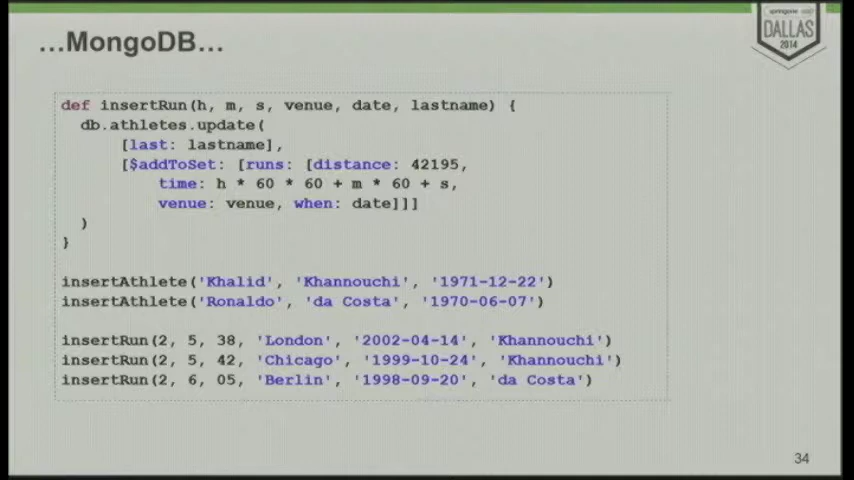 ...MongoDB...
springone 2GX
DALLAS
2014
def insertRun(h, m, s, venue, date, lastname) {
db.athletes.update(
[last: lastname],
[$addToSet: [runs: [distance: 42195,
time: h * 60 * 60 + m * 60 + s,
venue: venue, when: date]]]
)
}
insertAthlete('Khalid', 'Khannouchi', '1971-12-22')
insertAthlete('Ronaldo', 'da Costa', '1970-06-07')
insertRun(2, 5, 38, 'London', '2002-04-14', 'Khannouchi')
insertRun(2, 5, 42, 'Chicago', '1999-10-24', 'Khannouchi')
insertRun(2, 6, 05, 'Berlin', '1998-09-20', 'da Costa')
34